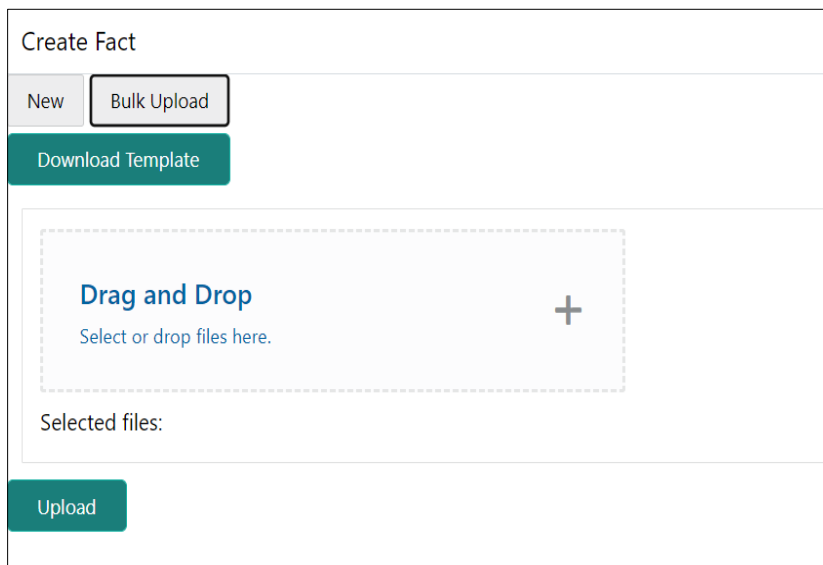 Create Fact
New
Bulk Upload
Download Template
Drag and Drop
Select or drop files here.
Selected files:
Upload